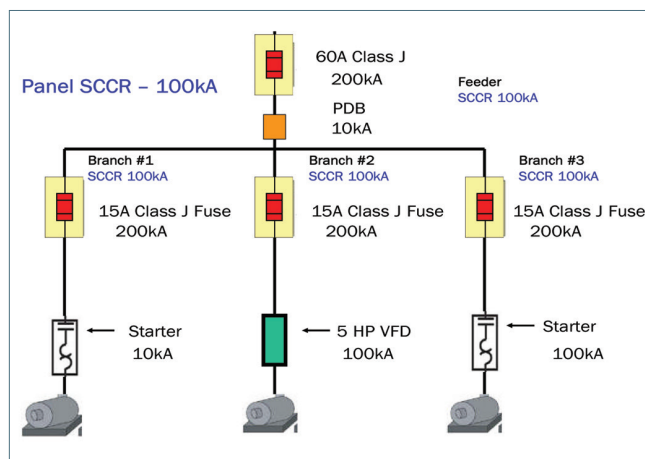 Panel SCCR – 100kA
60A Class J
200kA
Feeder
SCCR 100kA
PDB
10kA
Branch #1
SCCR 100kA
Branch #2
SCCR 100kA
Branch #3
SCCR 100kA
15A Class J Fuse
200kA
15A Class J Fuse
200kA
15A Class J Fuse
200kA
Starter
10kA
5 HP VFD
100kA
Starter
100kA